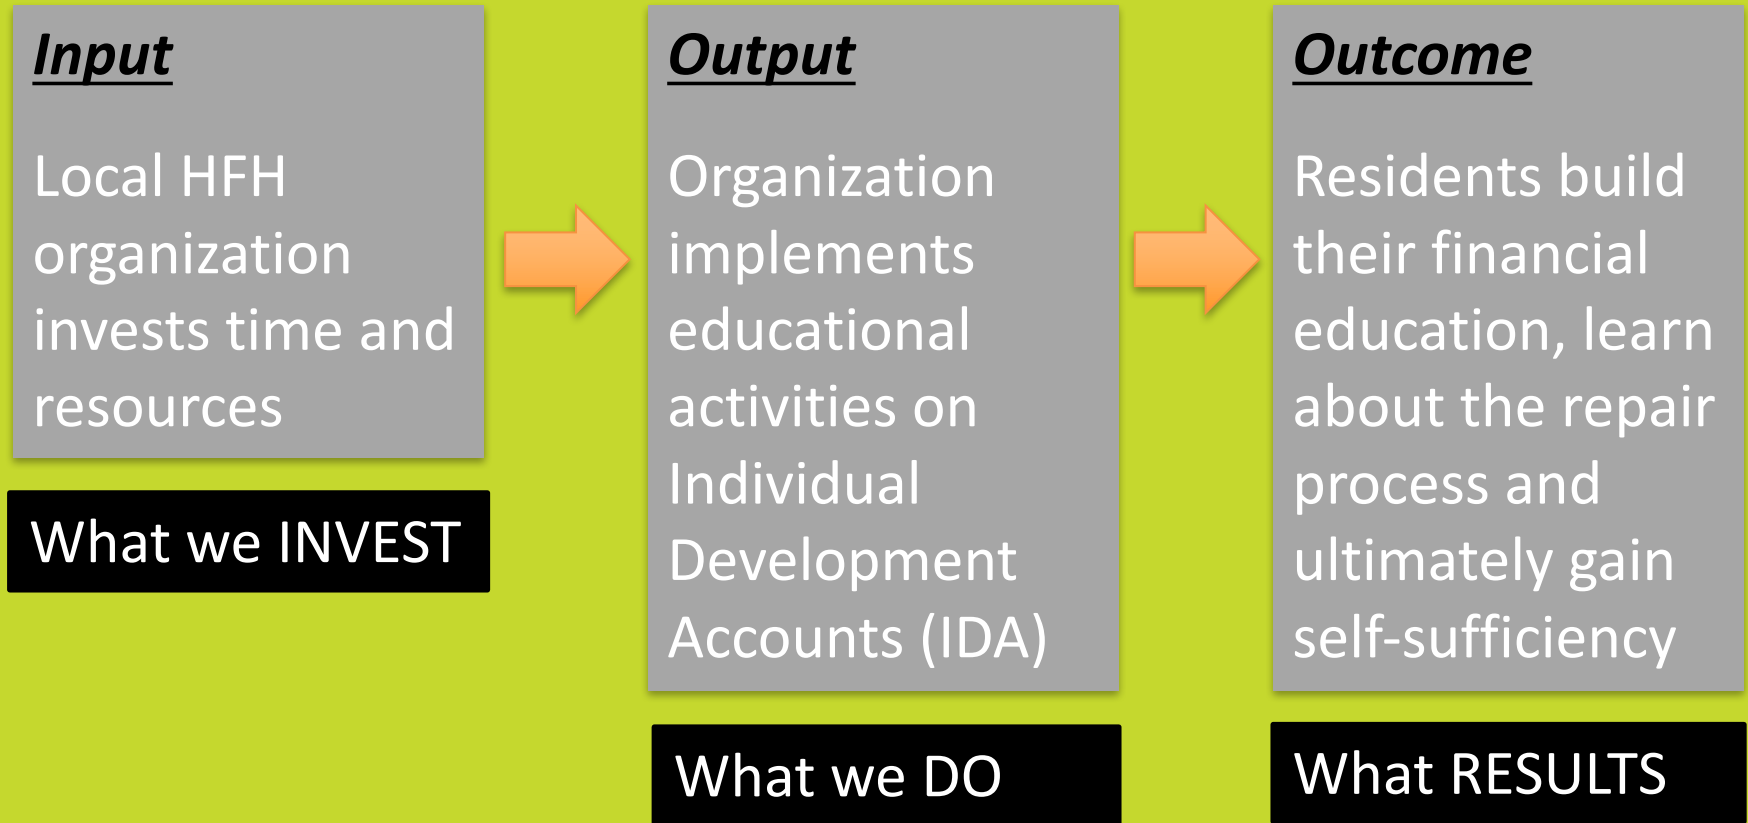 Input
Local HFH
organization
invests time and
resources
What we INVEST
Output
Organization
implements
educational
activities on
Individual
Development
Accounts (IDA)
What we DO
Outcome
Residents build
their financial
education, learn
about the repair
process and
ultimately gain
self-sufficiency
What RESULTS